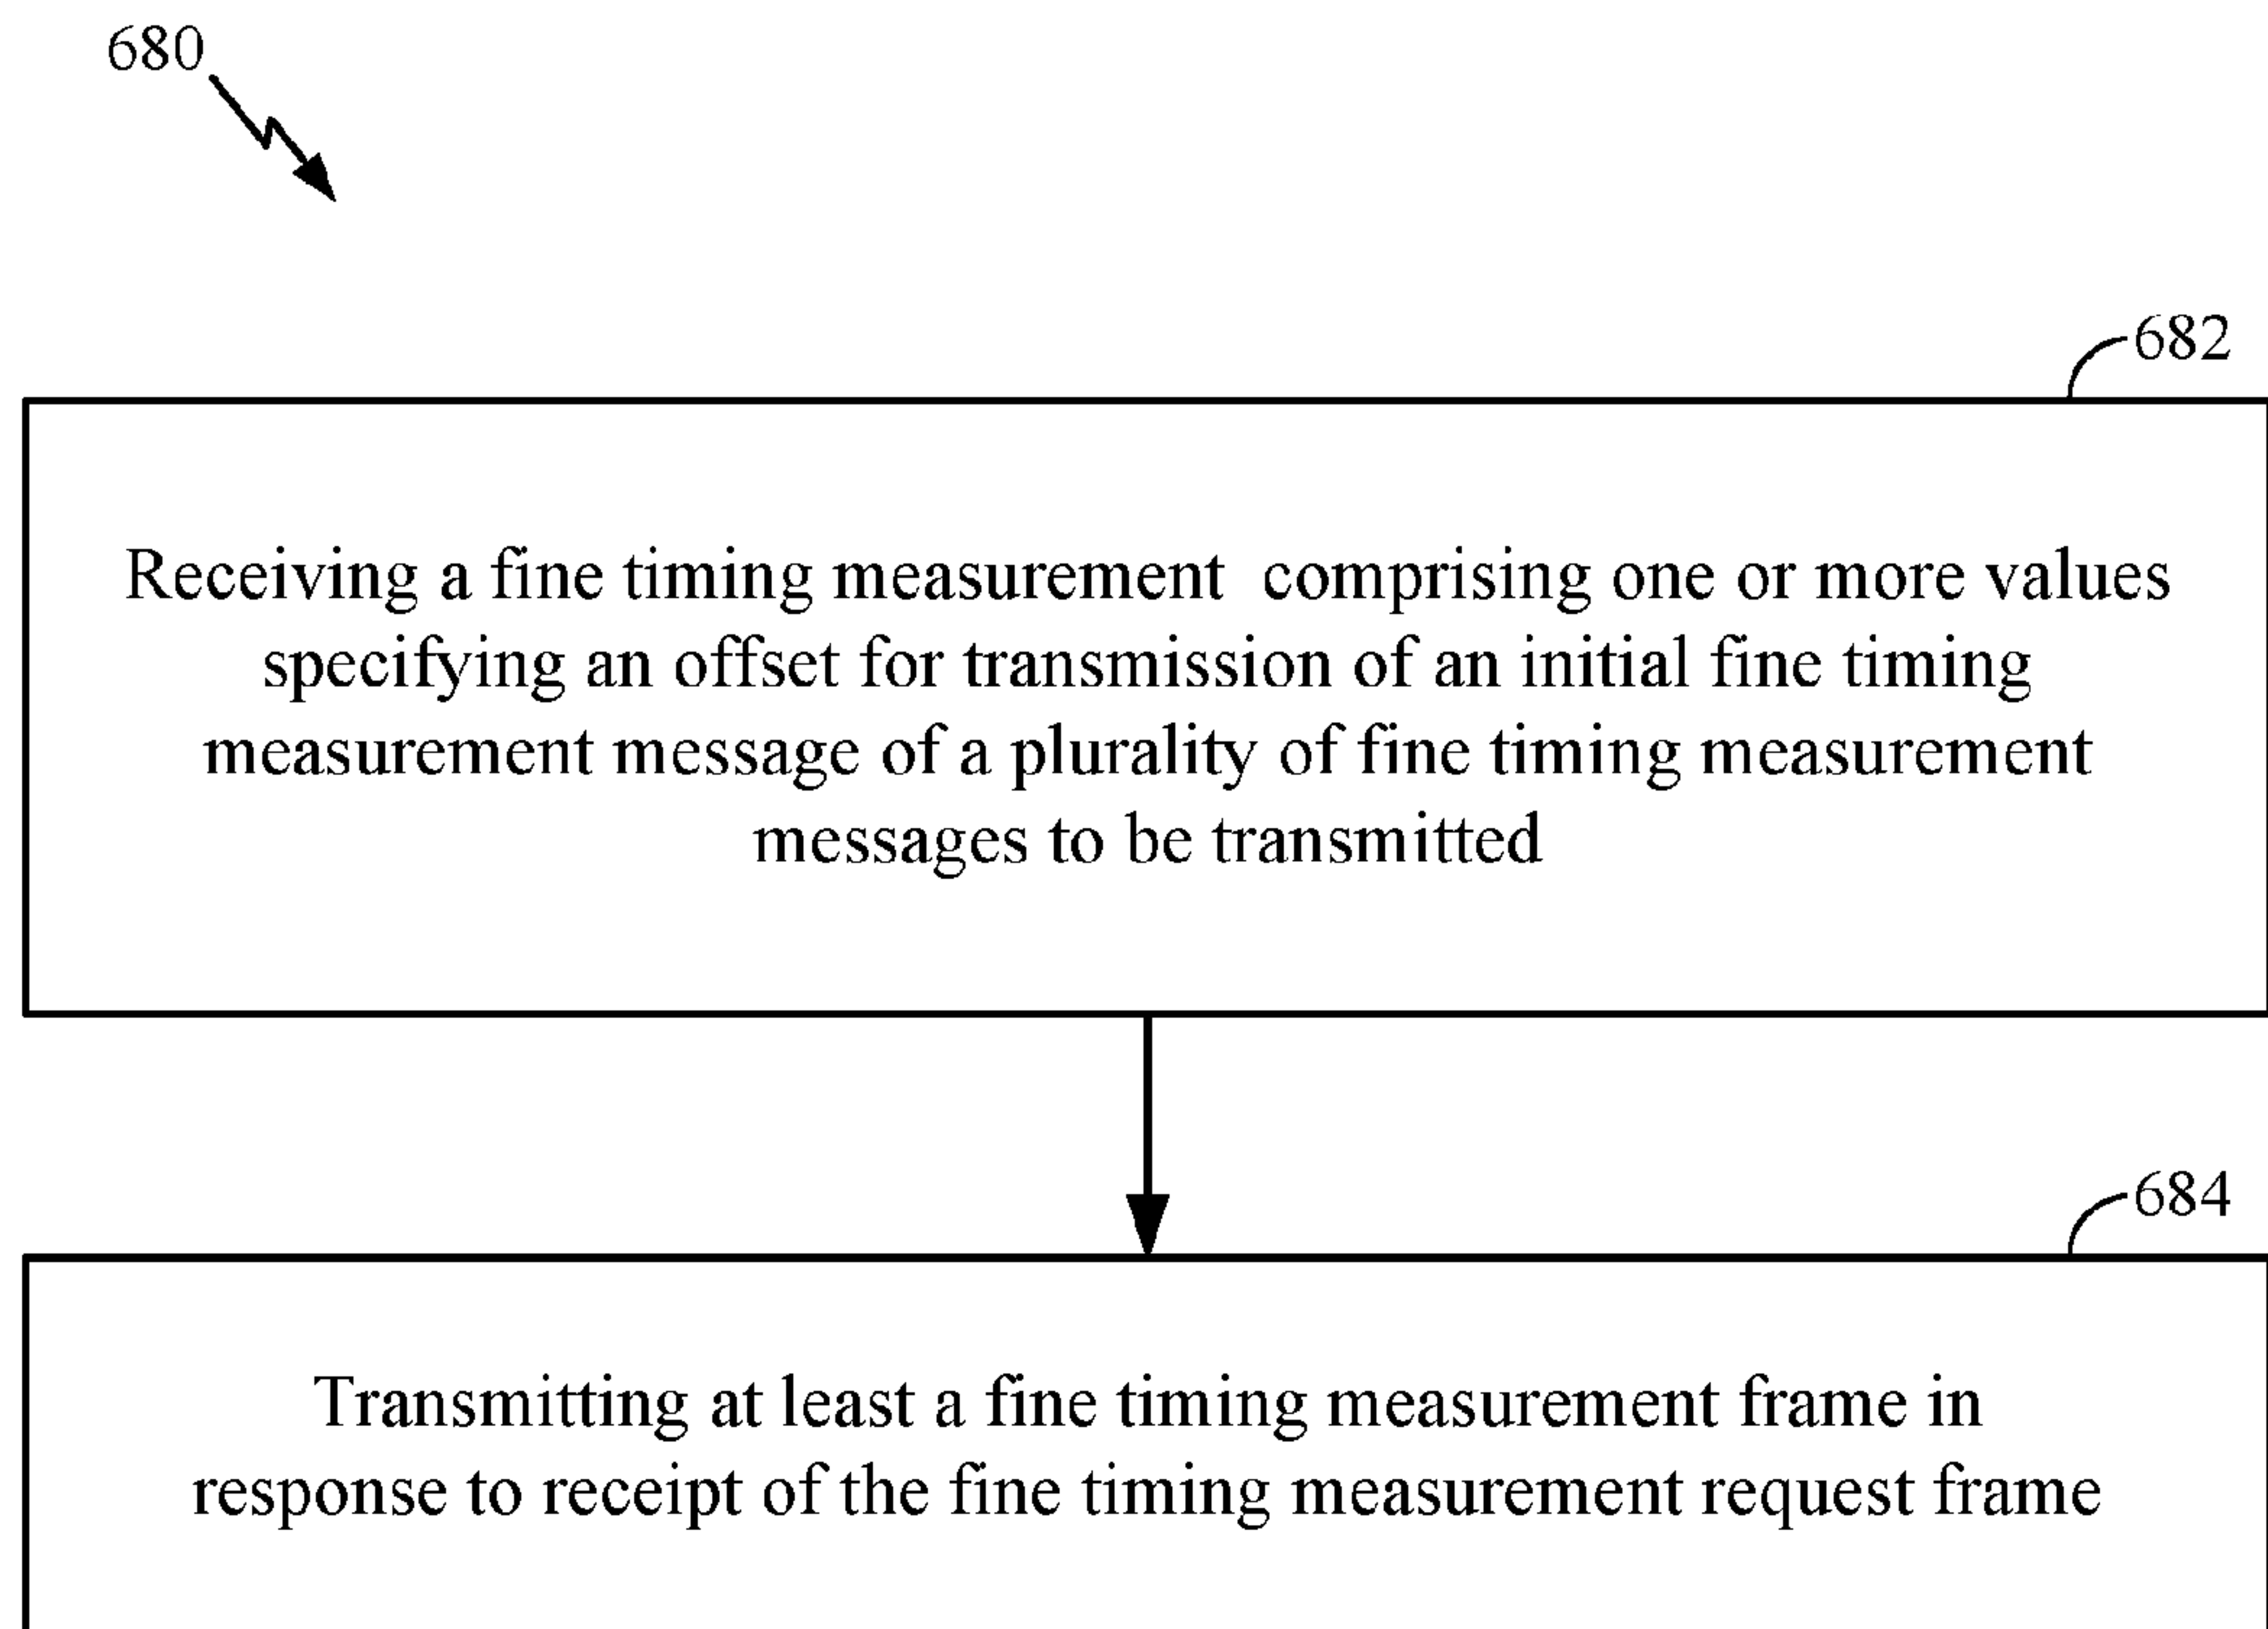 680
682
Receiving a fine timing measurement comprising one or more values
specifying an offset for transmission of an initial fine timing
measurement message of a plurality of fine timing measurement
messages to be transmitted
684
Transmitting at least a fine timing measurement frame in
response to receipt of the fine timing measurement request frame